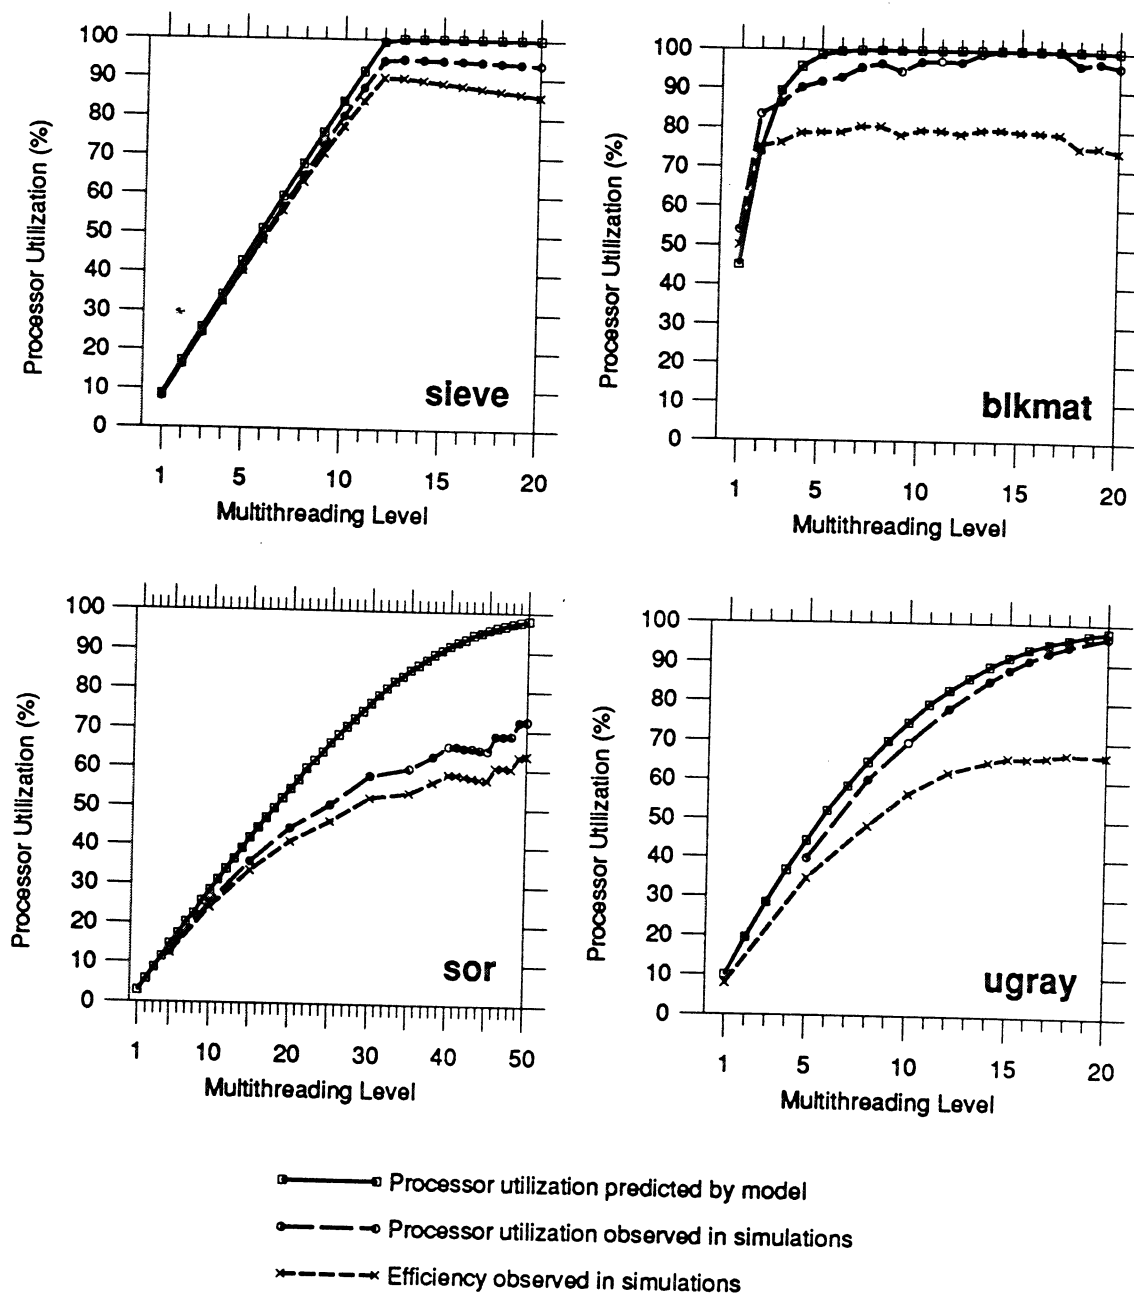 100
90
80
70
60
50
40
30
20
10
0
Processor Utilization (%)
sieve
1 5 10 15 20
Multithreading Level
100
90
80
70
60
50
40
30
20
10
0
Processor Utilization (%)
blkmat
1 5 10 15 20
Multithreading Level
100
90
80
70
60
50
40
30
20
10
0
Processor Utilization (%)
sor
1 10 20 30 40 50
Multithreading Level
100
90
80
70
60
50
40
30
20
10
0
Processor Utilization (%)
ugray
1 5 10 15 20
Multithreading Level
Processor utilization predicted by model
Processor utilization observed in simulations
Efficiency observed in simulations